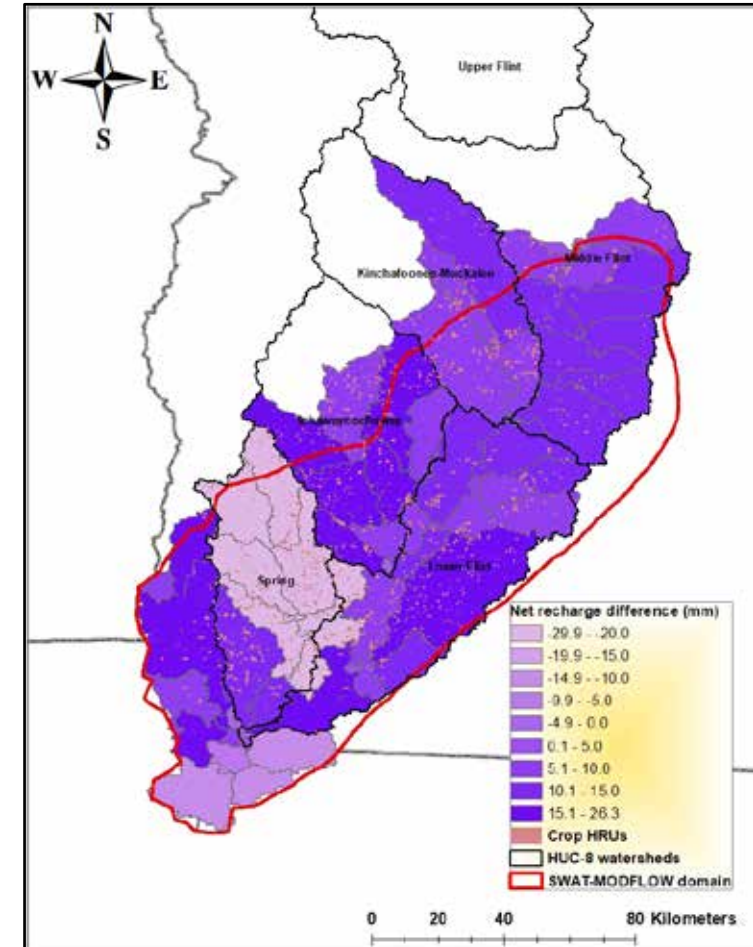 N
W E
S
Upper Flint
Kinchafoonee-Muckalee
Middle Flint
Lower Flint
Spring
Net recharge difference (mm)
-29.9 - -20.0
-19.9 - -15.0
-14.9 - -10.0
-9.9 - -5.0
-4.9 - 0.0
0.1 - 5.0
5.1 - 10.0
10.1 - 15.0
15.1 - 26.3
Crop HRUs
HUC-8 watersheds
SWAT-MODFLOW domain
0 20 40 80 Kilometers